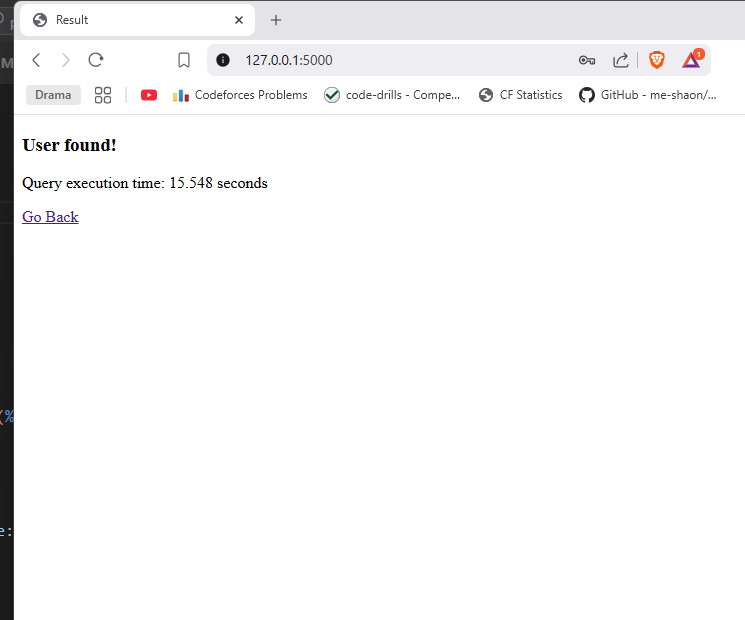 Result
127.0.0.1:5000
1
Drama
Codeforces Problems
code-drills - Compe...
CF Statistics
GitHub - me-shaon/...
User found!
Query execution time: 15.548 seconds
Go Back
(%
e: